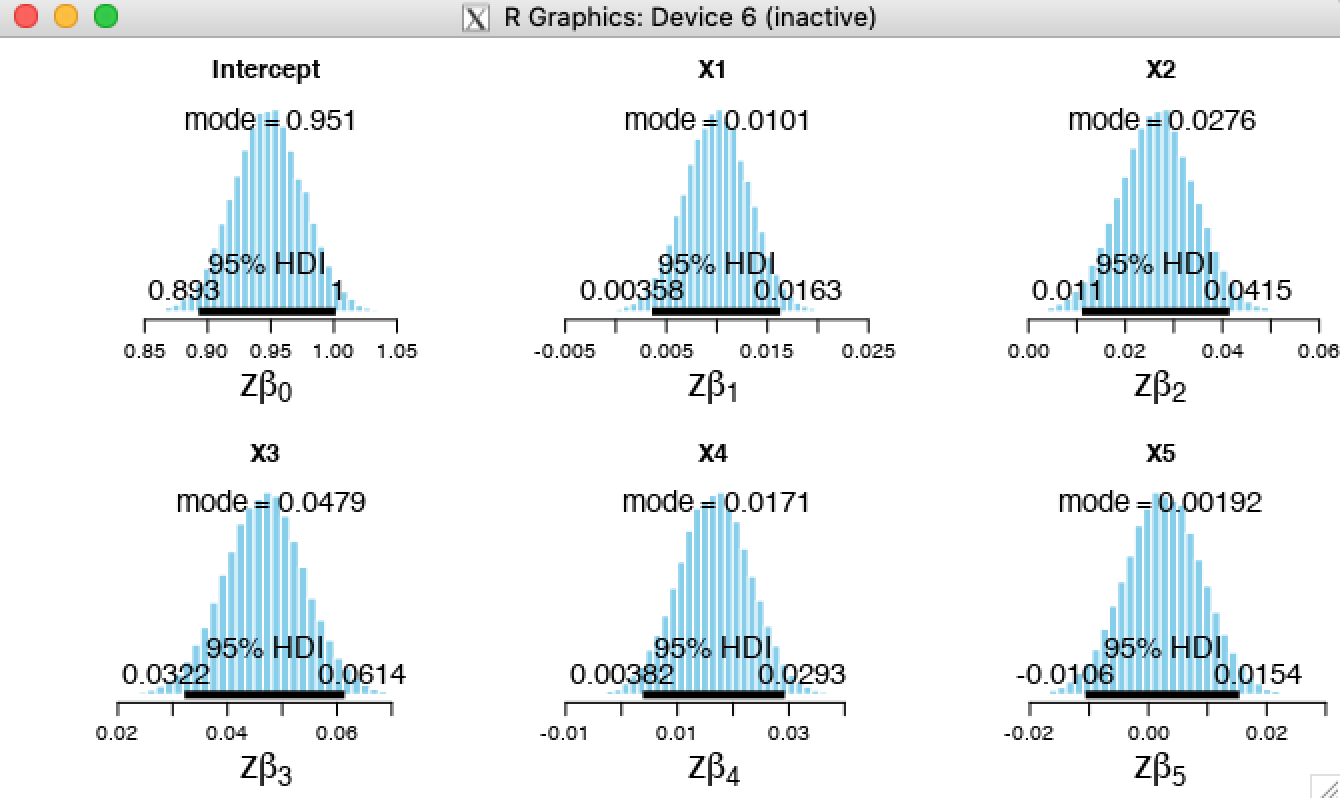 R Graphics: Device 6 (inactive)
Intercept
mode = 0.951
95% HDI
0.893 1
0.85 0.90 0.95 1.00 1.05
zβ0
X1
mode = 0.0101
95% HDI
0.00358 0.0163
-0.005 0.005 0.015 0.025
zβ1
X2
mode = 0.0276
95% HDI
0.011 0.0415
0.00 0.02 0.04 0.06
zβ2
X3
mode = 0.0479
95% HDI
0.0322 0.0614
0.02 0.04 0.06
zβ3
X4
mode = 0.0171
95% HDI
0.00382 0.0293
-0.01 0.01 0.03
zβ4
X5
mode = 0.00192
95% HDI
-0.0106 0.0154
-0.02 0.00 0.02
zβ5